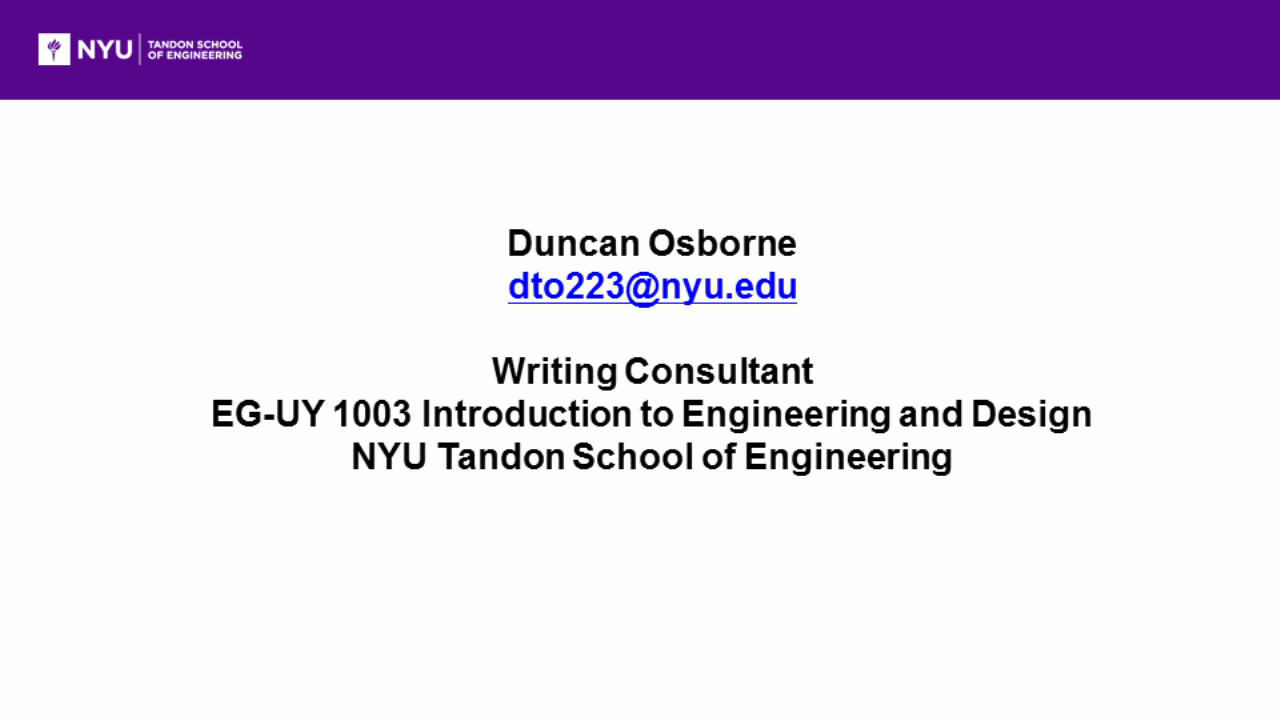 NYU
TANDON SCHOOL
OF ENGINEERING
Duncan Osborne
dto223@nyu.edu
Writing Consultant
EG-UY 1003 Introduction to Engineering and Design
NYU Tandon School of Engineering